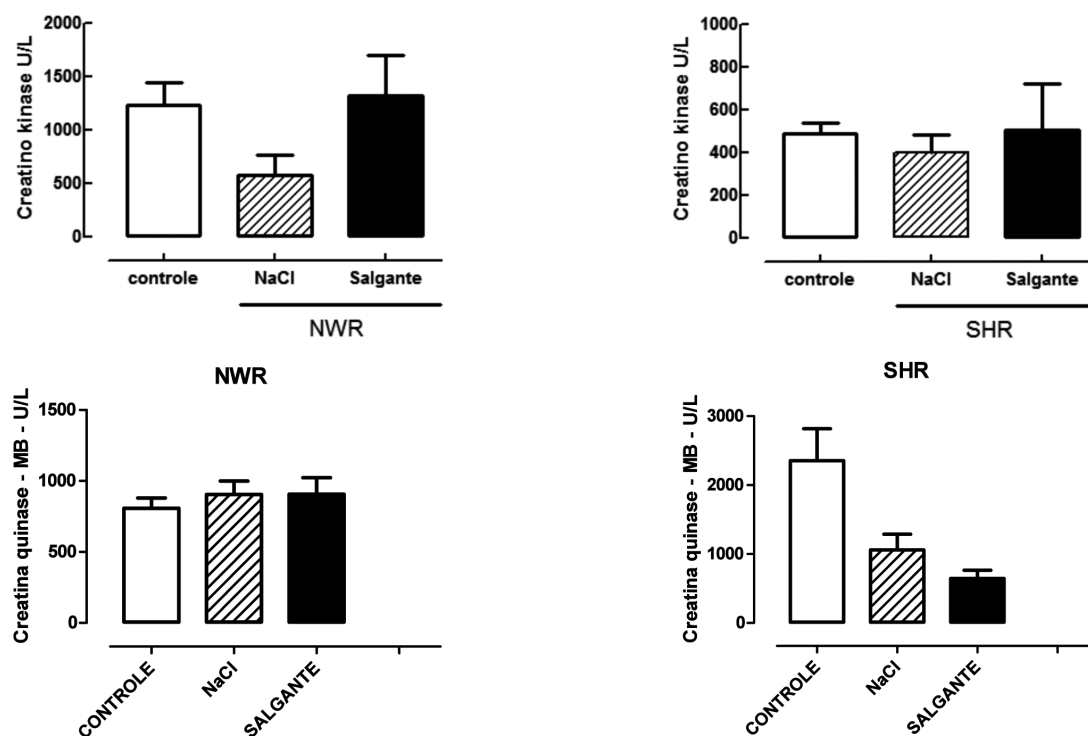 Creatino kinase U/L
2000
1500
1000
500
0
controle NaCl Salgante
NWR
Creatino kinase U/L
1000
800
600
400
200
0
controle NaCl Salgante
SHR
NWR
Creatina quinase - MB - U/L
1500
1000
500
0
CONTROLE NaCl SALGANTE
SHR
Creatina quinase - MB - U/L
3000
2000
1000
0
CONTROLE NaCl SALGANTE